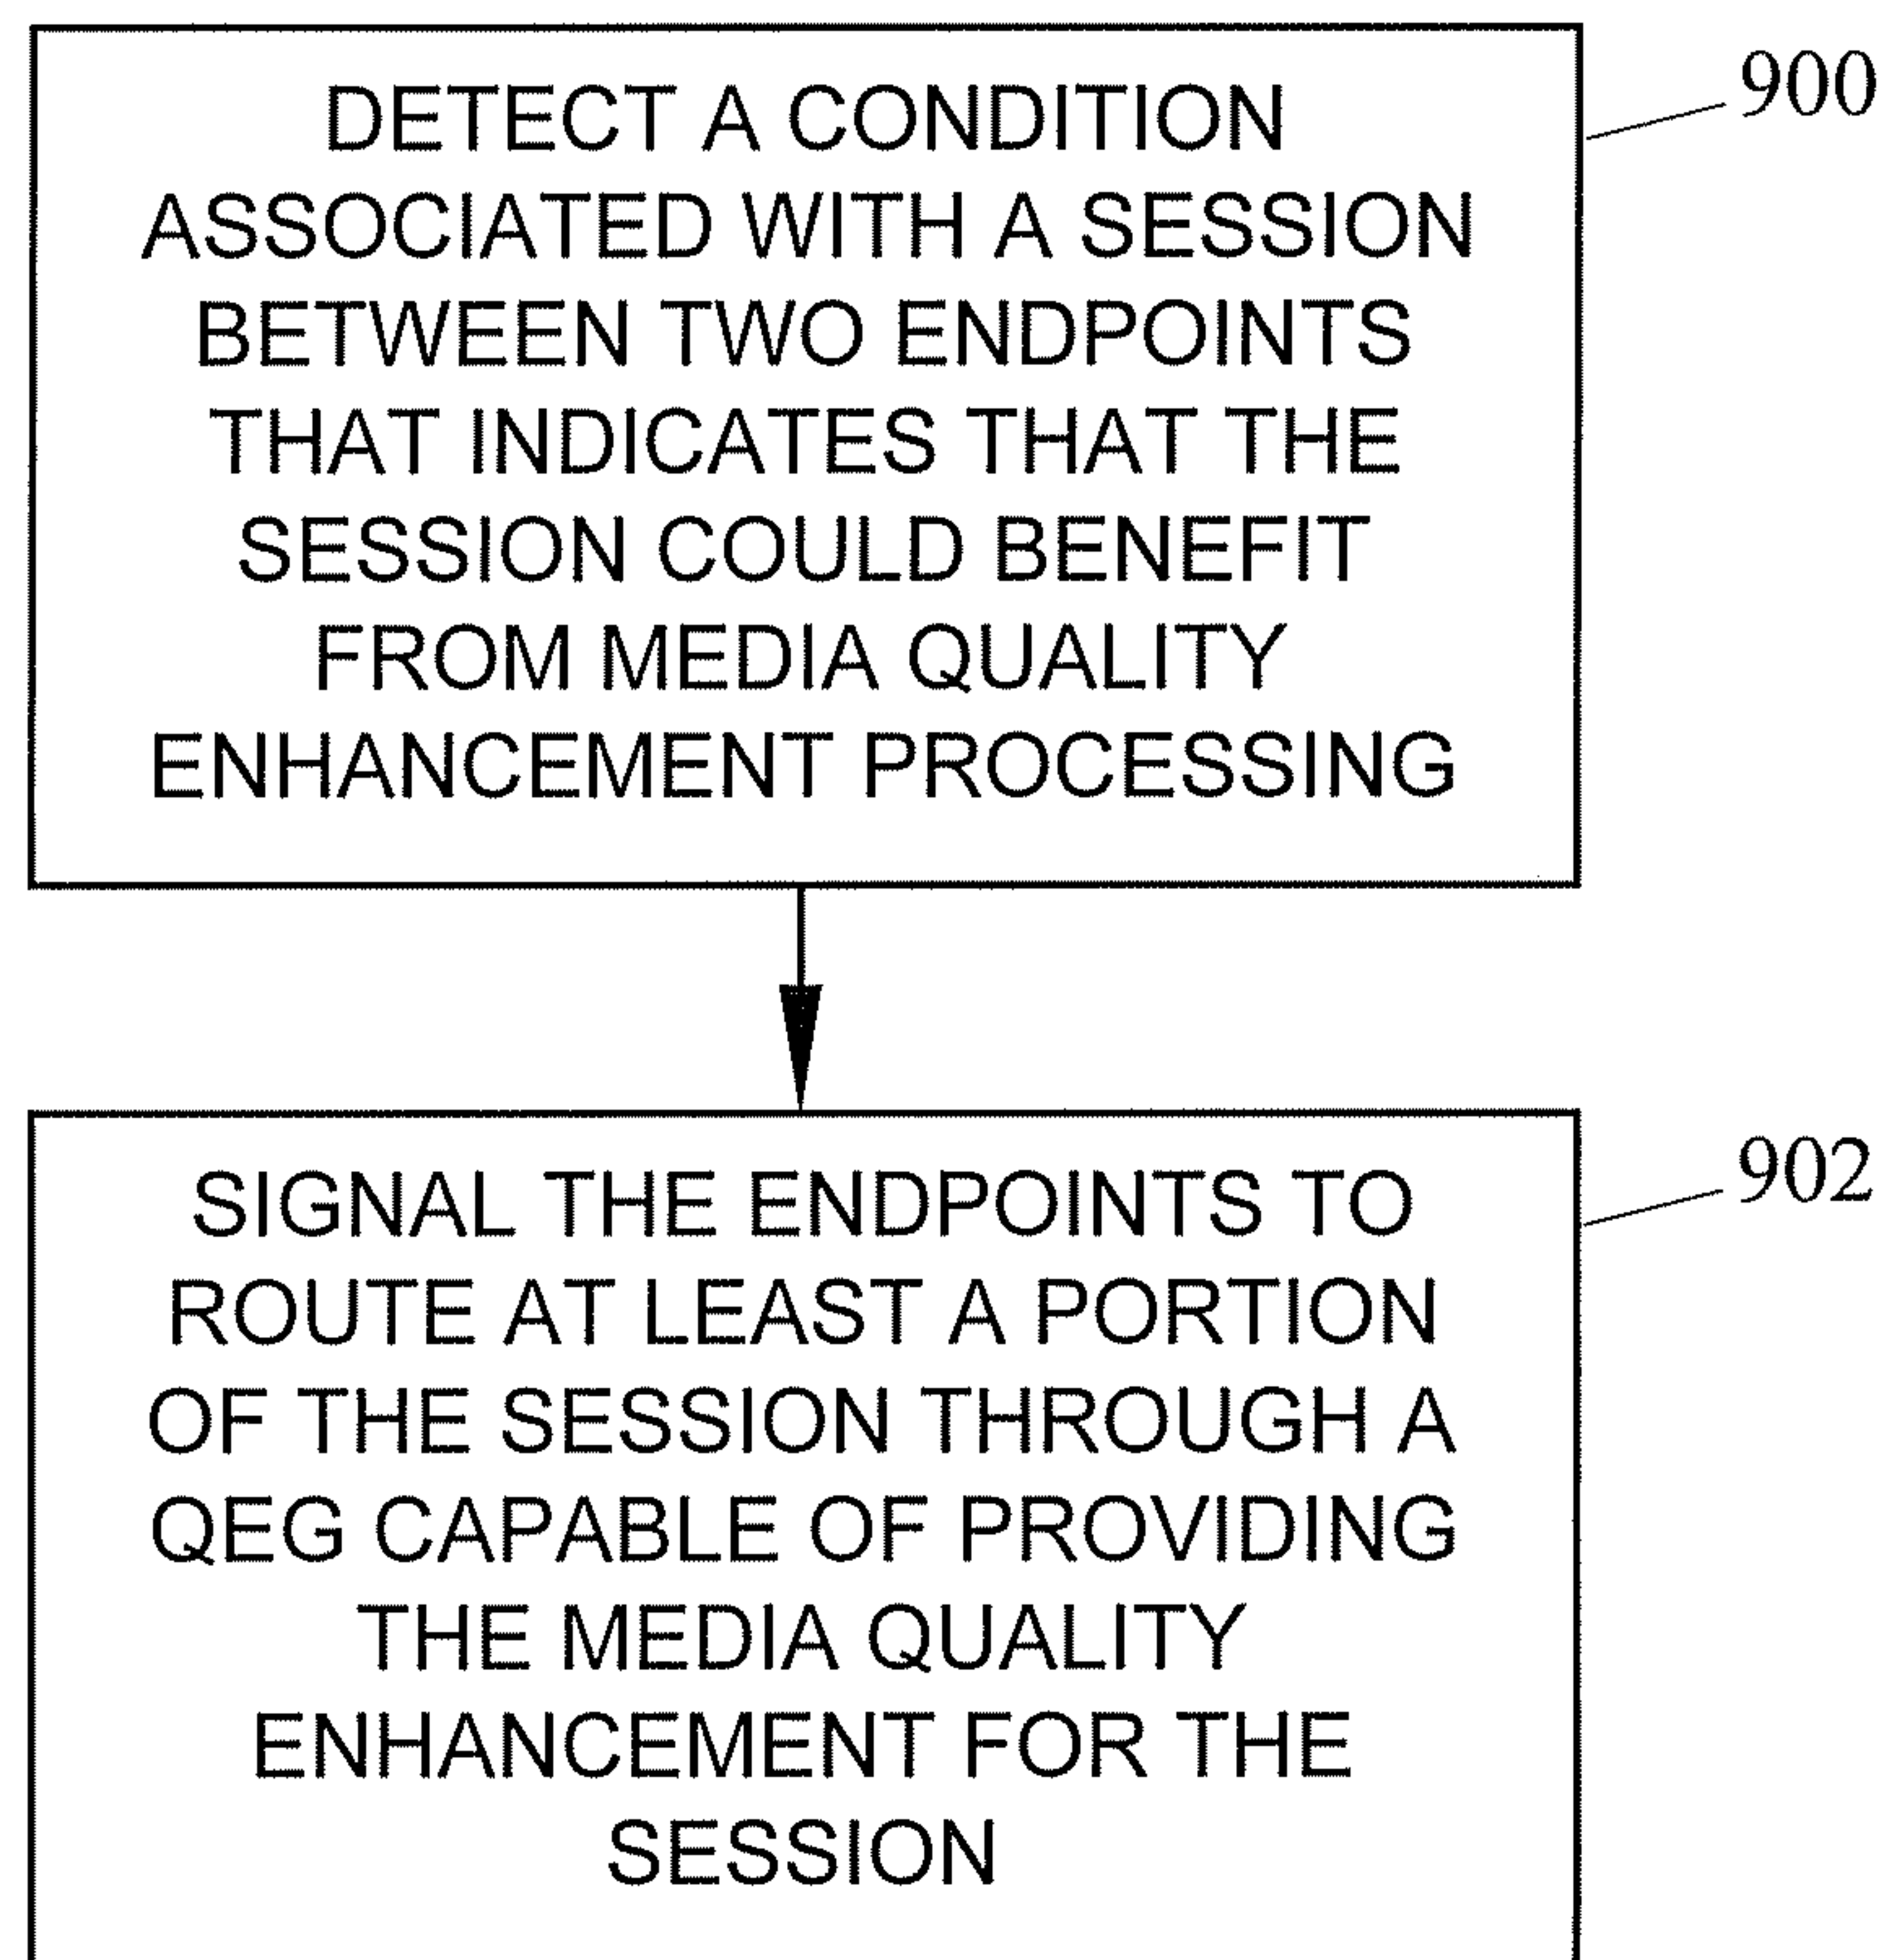 DETECT A CONDITION
ASSOCIATED WITH A SESSION
BETWEEN TWO ENDPOINTS
THAT INDICATES THAT THE
SESSION COULD BENEFIT
FROM MEDIA QUALITY
ENHANCEMENT PROCESSING
900
SIGNAL THE ENDPOINTS TO
ROUTE AT LEAST A PORTION
OF THE SESSION THROUGH A
QEG CAPABLE OF PROVIDING
THE MEDIA QUALITY
ENHANCEMENT FOR THE
SESSION
902